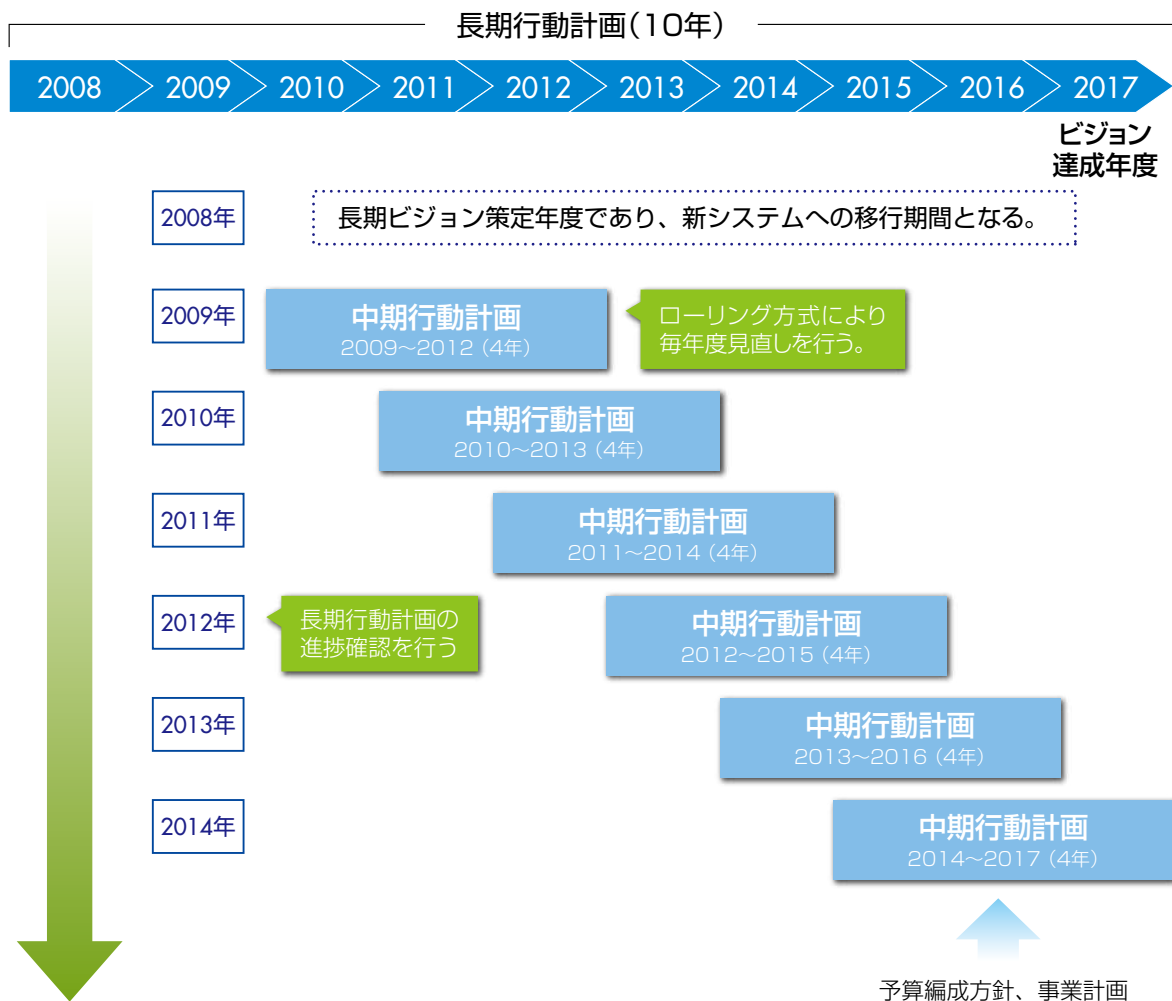 長期行動計画(10年)
2008 2009 2010 2011 2012 2013 2014 2015 2016 2017
ビジョン
達成年度
2008年
長期ビジョン策定年度であり、新システムへの移行期間となる。
2009年
中期行動計画
2009～2012（4年）
ローリング方式により
毎年度見直しを行う。
2010年
中期行動計画
2010～2013（4年）
2011年
中期行動計画
2011～2014（4年）
2012年
長期行動計画の
進捗確認を行う
中期行動計画
2012～2015（4年）
2013年
中期行動計画
2013～2016（4年）
2014年
中期行動計画
2014～2017（4年）
予算編成方針、事業計画